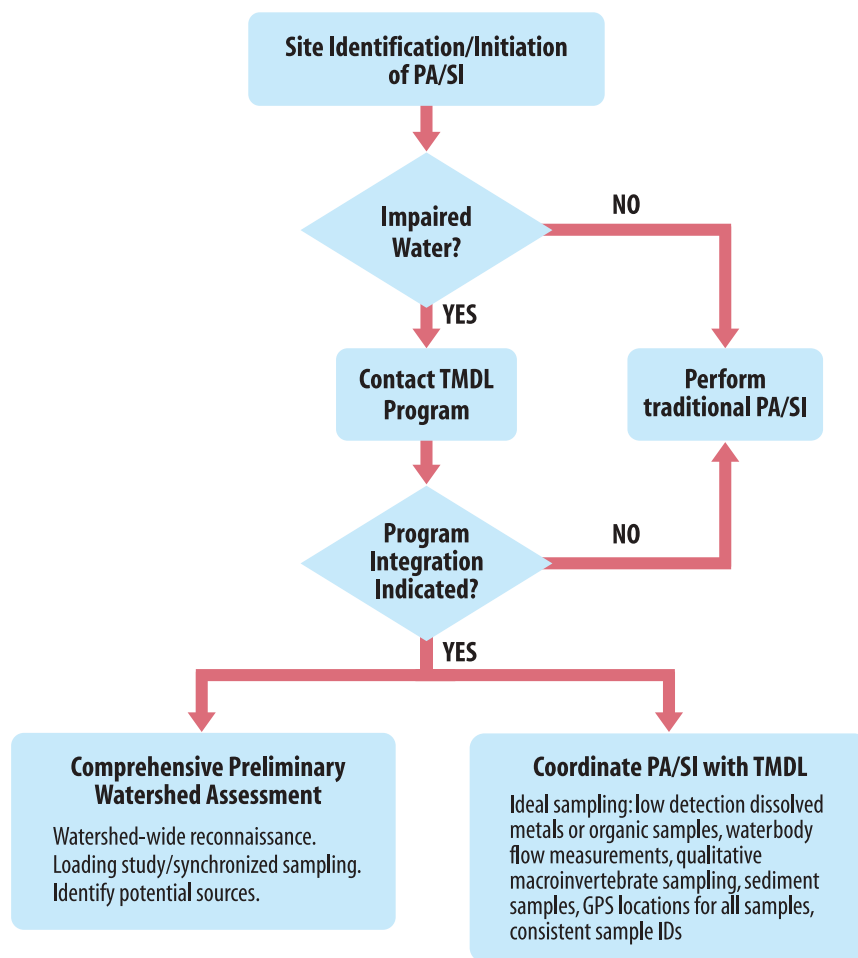 Site Identification/Initiation
of PA/SI
Impaired
Water?
NO
YES
Contact TMDL
Program
Perform
traditional PA/SI
Program
Integration
Indicated?
NO
YES
Comprehensive Preliminary
Watershed Assessment
Watershed-wide reconnaissance.
Loading study/synchronized sampling.
Identify potential sources.
Coordinate PA/SI with TMDL
Ideal sampling: low detection dissolved
metals or organic samples, waterbody
flow measurements, qualitative
macroinvertebrate sampling, sediment
samples, GPS locations for all samples,
consistent sample IDs